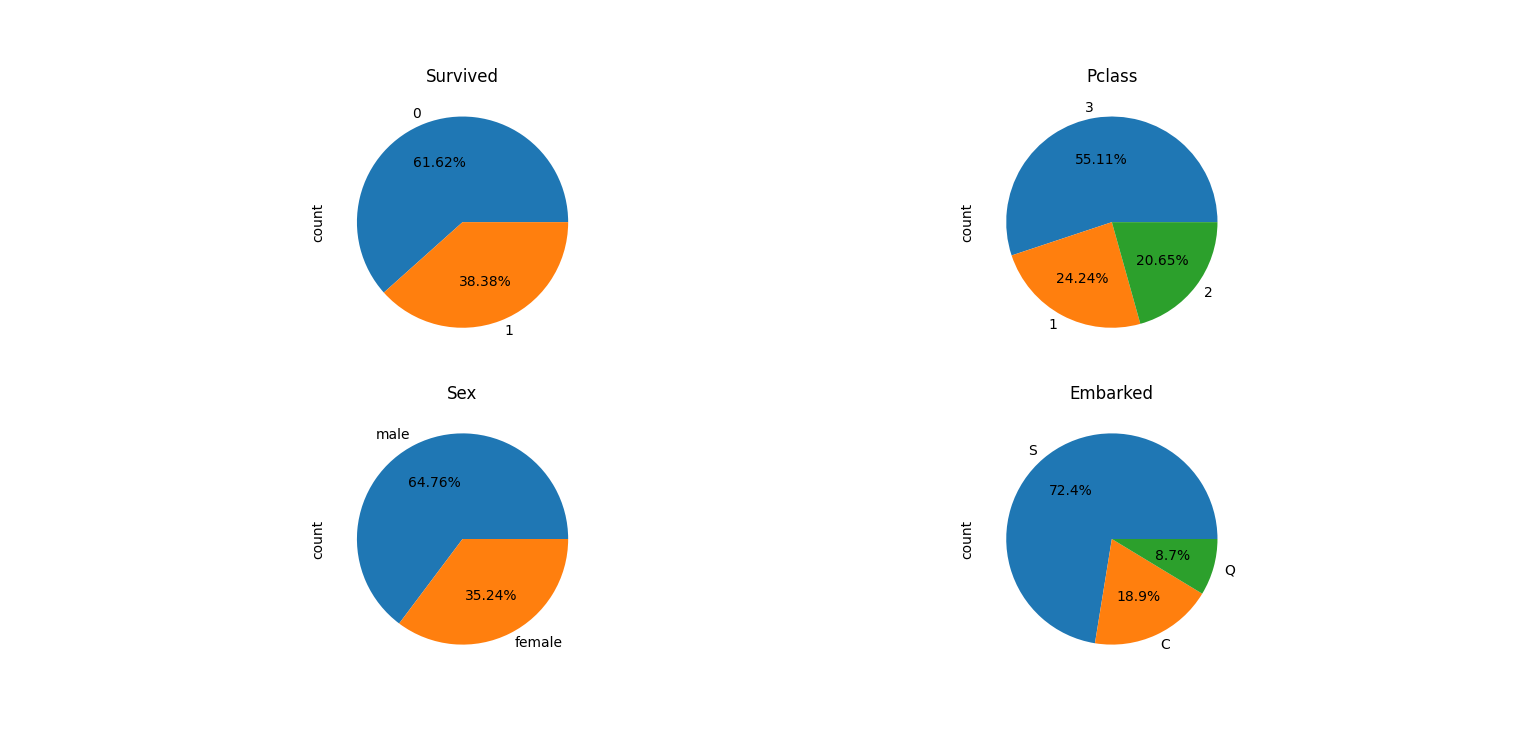 Survived
0
61.62%
count
38.38%
1
Pclass
3
55.11%
count
20.65%
24.24%
2
1
Sex
male
64.76%
count
35.24%
female
Embarked
S
72.4%
count
8.7%
Q
18.9%
C